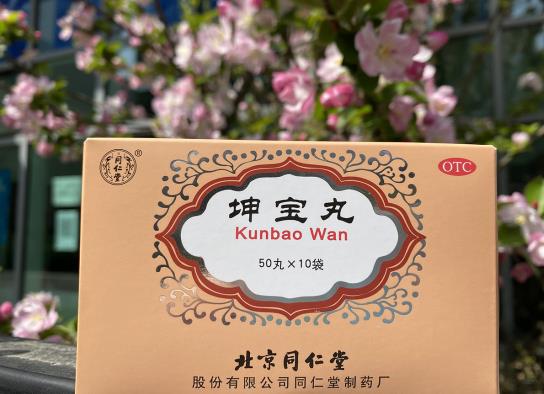 同仁堂®
OTC
坤宝丸
Kunbao Wan
50丸×10袋
北京同仁堂
股份有限公司同仁堂制药厂